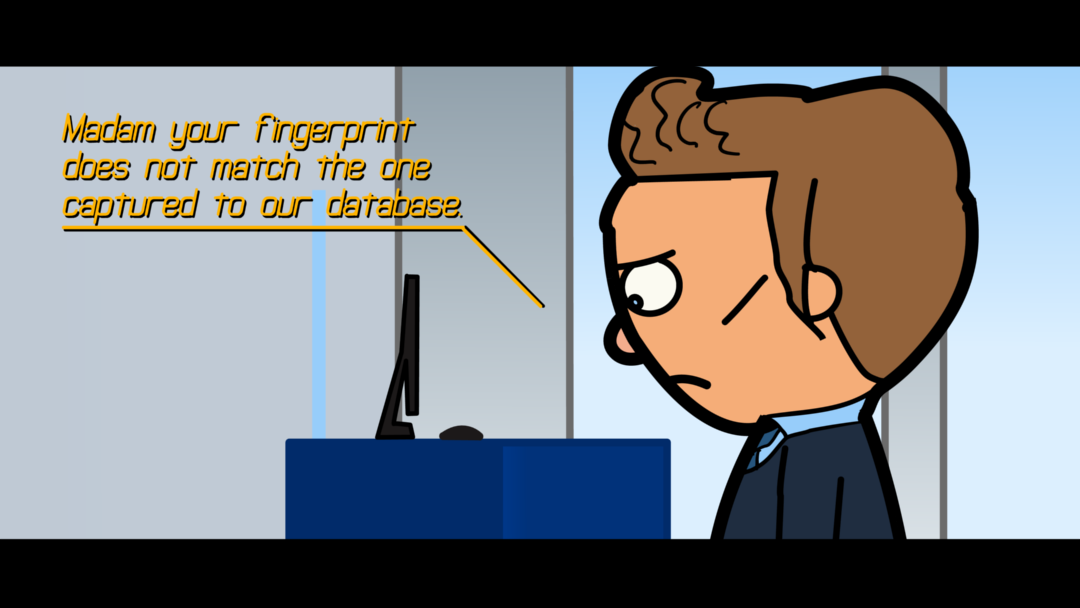 Madam your fingerprint
does not match the one
captured to our database.